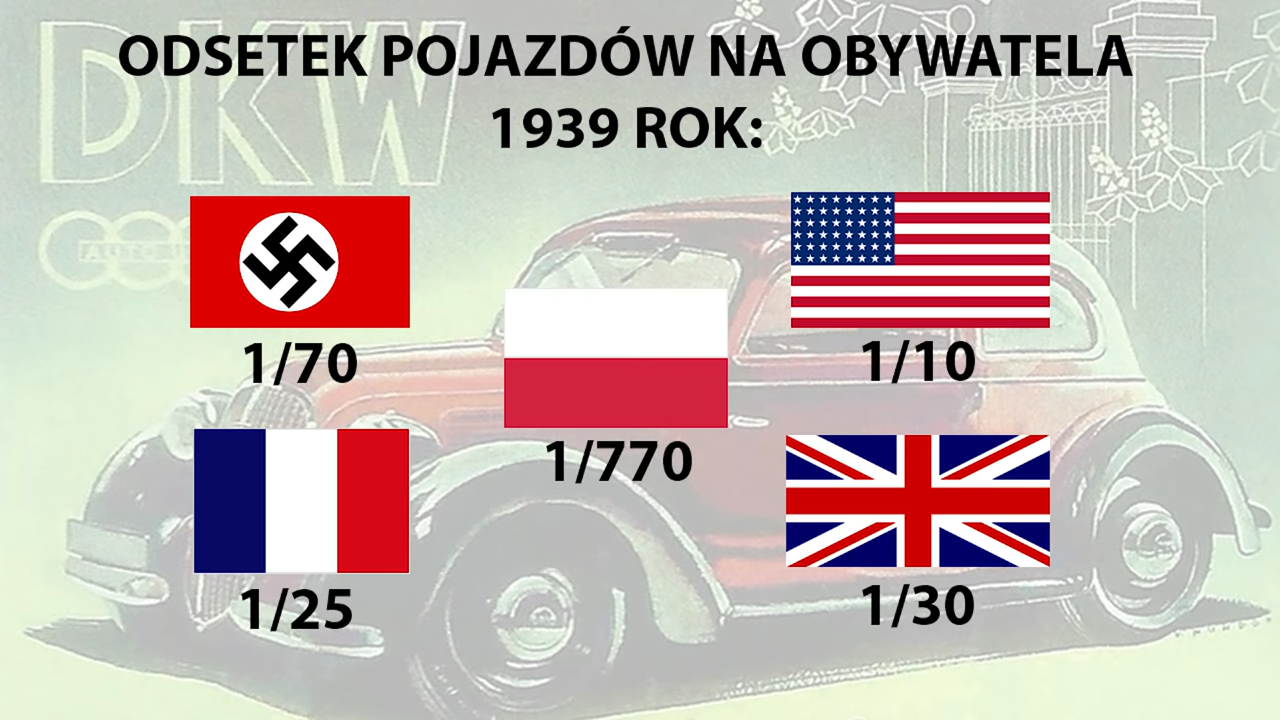 ODSETEK POJAZDÓW NA OBYWATELA
1939 ROK:
DKW
1/70
1/10
1/770
1/25
1/30